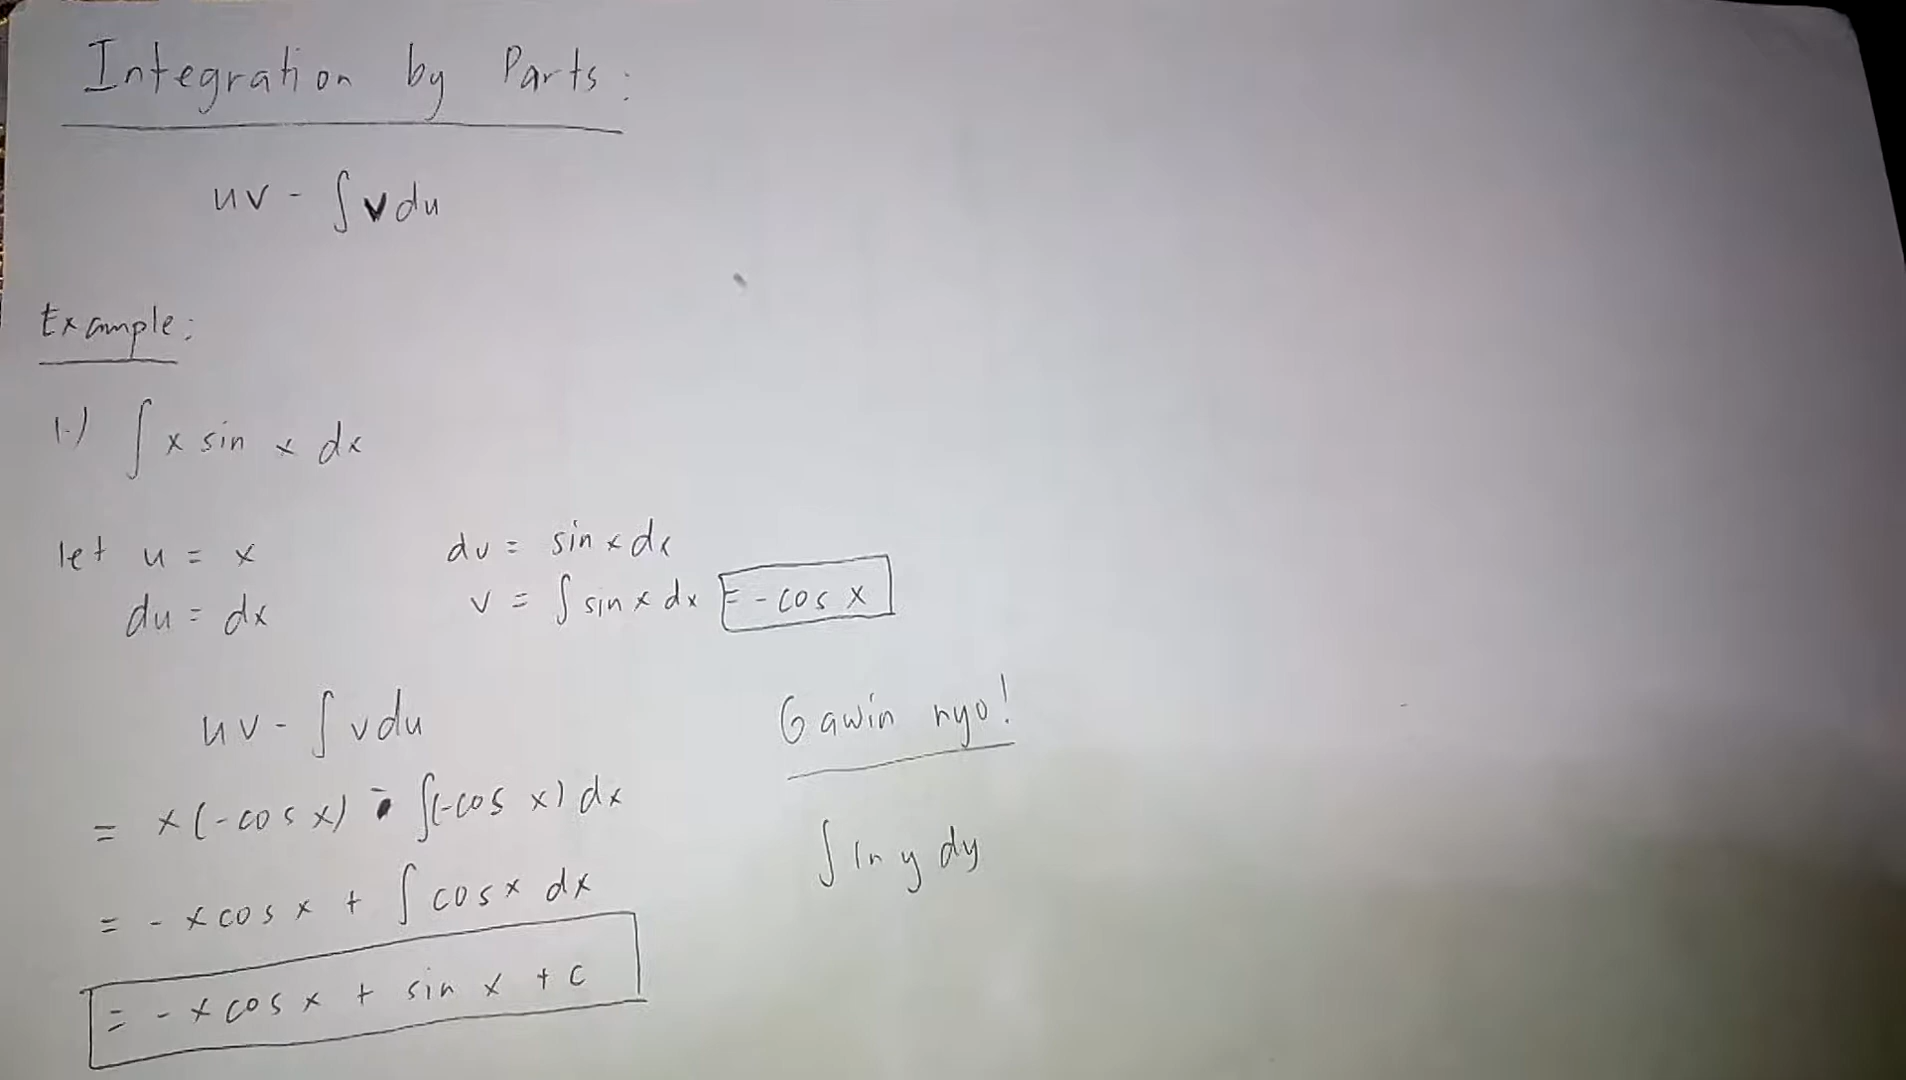 Integration by Parts:
uv - ∫vdu
Example:
1.) ∫ x sin x dx
let u = x
du = dx
dv = sin x dx
v = ∫ sin x dx = - cos x
uv - ∫ vdu
= x(-cos x) - ∫(-cos x) dx
= - x cos x + ∫ cos x dx
= - x cos x + sin x + c
Gawin nyo!
∫ ln y dy